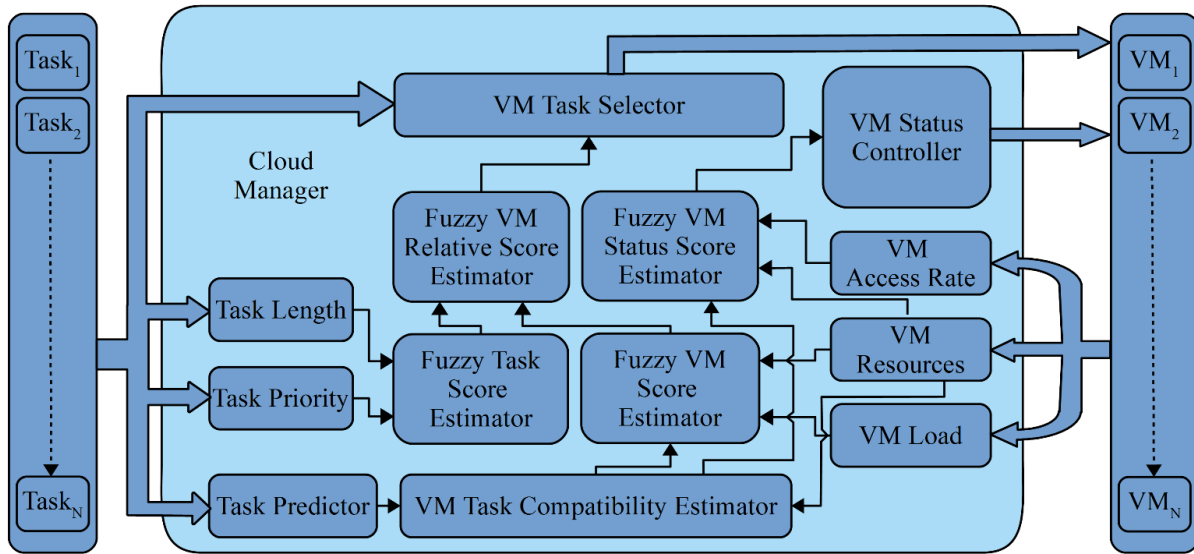 Task₁
Task₂
Task_N
Cloud
Manager
VM Task Selector
VM Status
Controller
Fuzzy VM
Relative Score
Estimator
Fuzzy VM
Status Score
Estimator
VM
Access Rate
Task Length
Fuzzy Task
Score
Estimator
Fuzzy VM
Score
Estimator
VM
Resources
Task Priority
VM Load
Task Predictor
VM Task Compatibility Estimator
VM₁
VM₂
VM_N